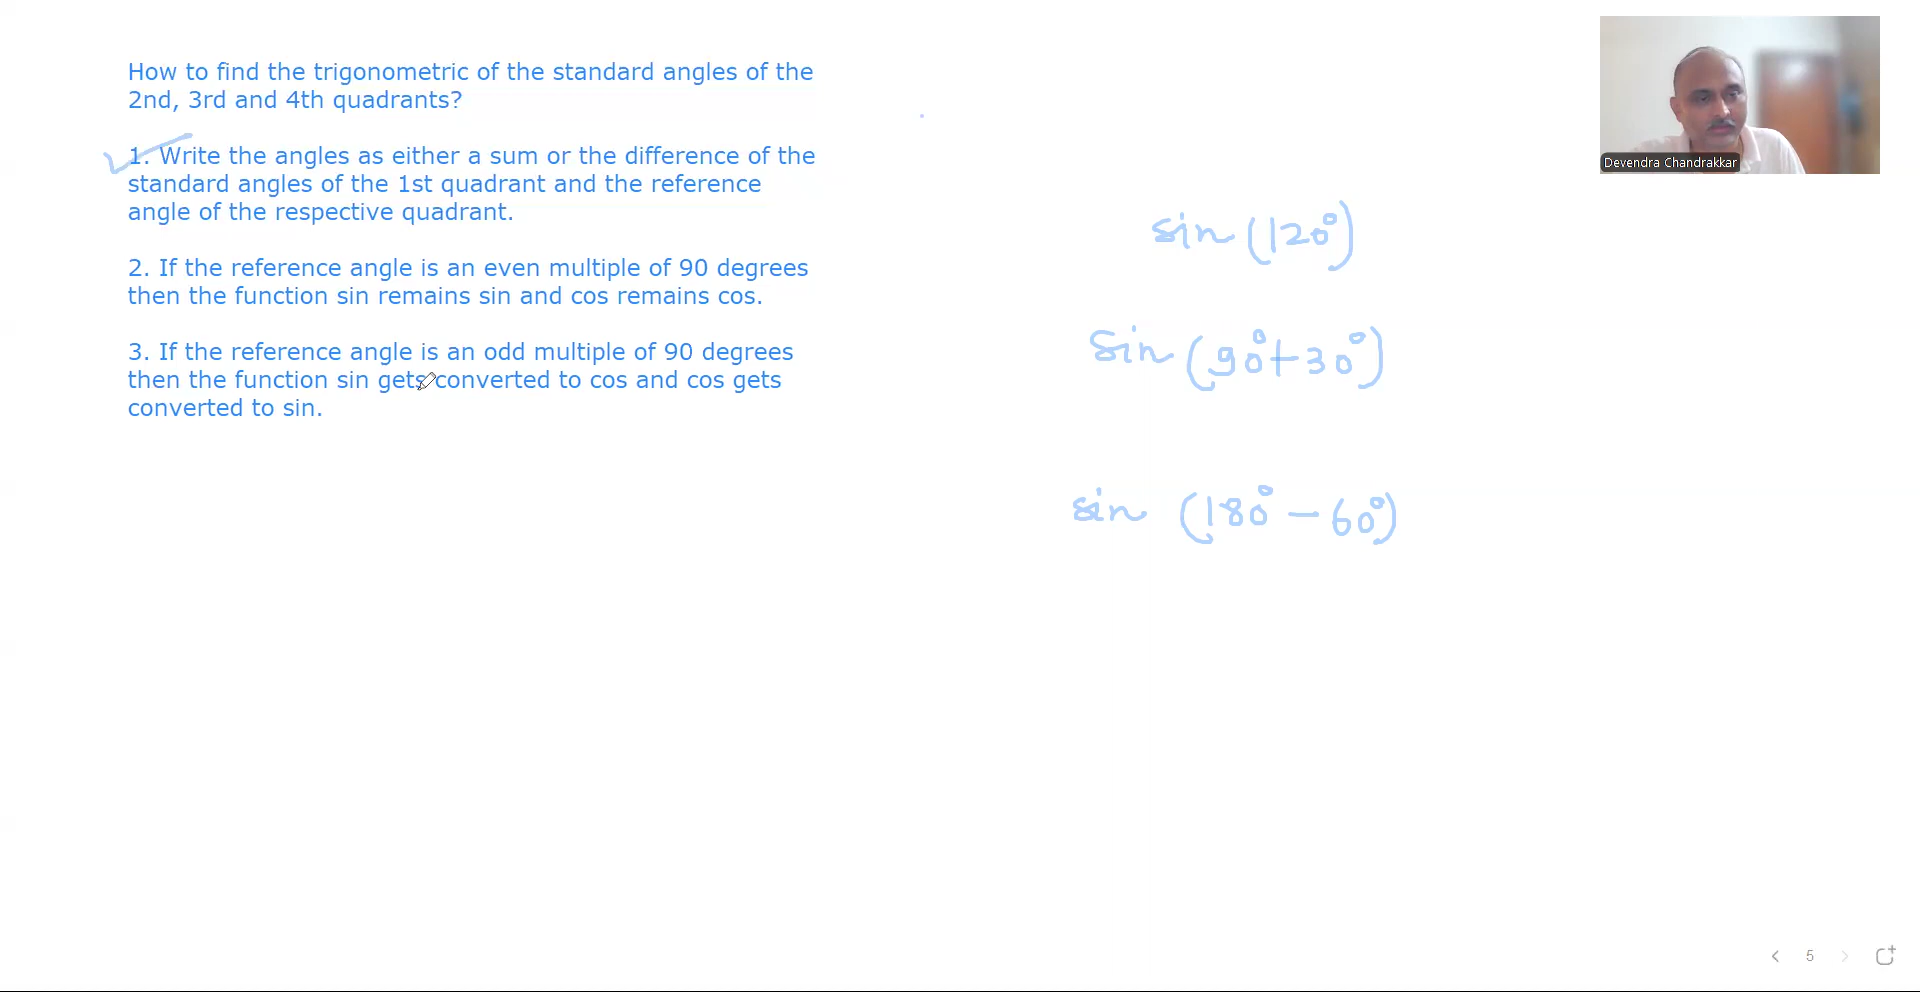 How to find the trigonometric of the standard angles of the
2nd, 3rd and 4th quadrants?
1. Write the angles as either a sum or the difference of the
standard angles of the 1st quadrant and the reference
angle of the respective quadrant.
2. If the reference angle is an even multiple of 90 degrees
then the function sin remains sin and cos remains cos.
3. If the reference angle is an odd multiple of 90 degrees
then the function sin gets converted to cos and cos gets
converted to sin.
Devendra Chandrakkar
sin (120°)
sin (90°+30°)
sin (180° − 60°)
5